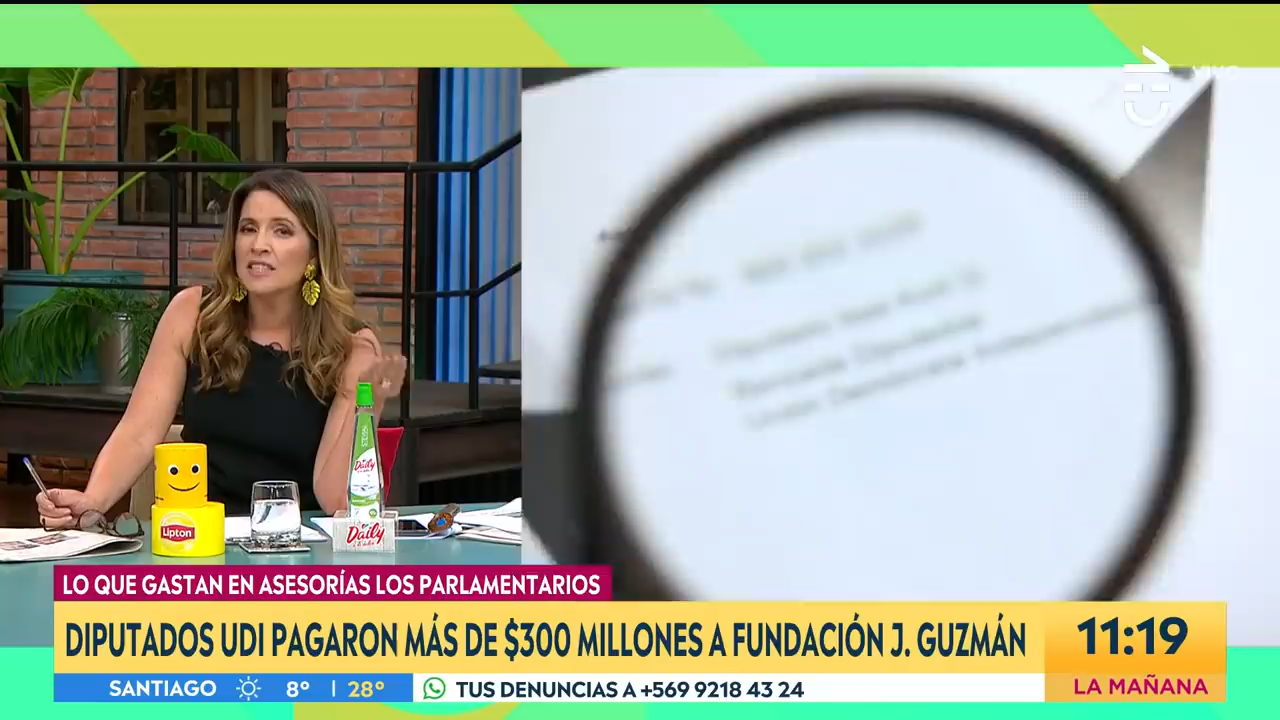 Lipton
Daily
Daily
LO QUE GASTAN EN ASESORÍAS LOS PARLAMENTARIOS
DIPUTADOS UDI PAGARON MÁS DE $300 MILLONES A FUNDACIÓN J. GUZMÁN
11:19
LA MAÑANA
SANTIAGO 8° | 28°
TUS DENUNCIAS A +569 9218 43 24